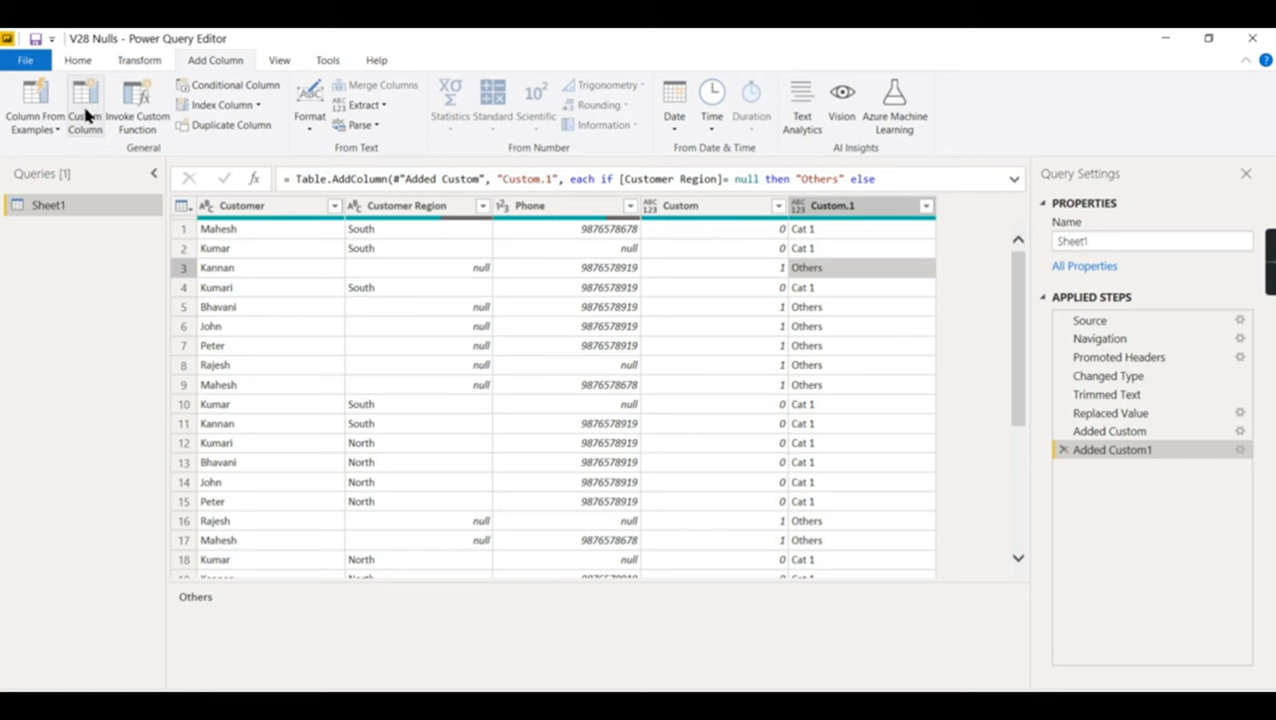 V28 Nulls - Power Query Editor
File Home Transform Add Column View Tools Help
Column From Examples
Custom Column
Invoke Custom Function
Conditional Column
Index Column
Duplicate Column
General
Format
Merge Columns
Extract
Parse
From Text
Statistics
Standard
Scientific
Trigonometry
Rounding
Information
From Number
Date
Time
Duration
From Date & Time
Text Analytics
Vision
Azure Machine Learning
AI Insights
Queries [1]
Sheet1
= Table.AddColumn(#"Added Custom", "Custom.1", each if [Customer Region]= null then "Others" else
Customer Customer Region Phone Custom Custom.1
1 Mahesh South 9876578678 0 Cat 1
2 Kumar South null 0 Cat 1
3 Kannan null 9876578919 1 Others
4 Kumari South 9876578919 0 Cat 1
5 Bhavani null 9876578919 1 Others
6 John null 9876578919 1 Others
7 Peter null 9876578919 1 Others
8 Rajesh null null 1 Others
9 Mahesh null 9876578678 1 Others
10 Kumar South null 0 Cat 1
11 Kannan South 9876578919 0 Cat 1
12 Kumari North 9876578919 0 Cat 1
13 Bhavani North 9876578919 0 Cat 1
14 John North 9876578919 0 Cat 1
15 Peter North 9876578919 0 Cat 1
16 Rajesh null null 1 Others
17 Mahesh null 9876578678 1 Others
18 Kumar North null 0 Cat 1
Others
Query Settings
PROPERTIES
Name
Sheet1
All Properties
APPLIED STEPS
Source
Navigation
Promoted Headers
Changed Type
Trimmed Text
Replaced Value
Added Custom
Added Custom1